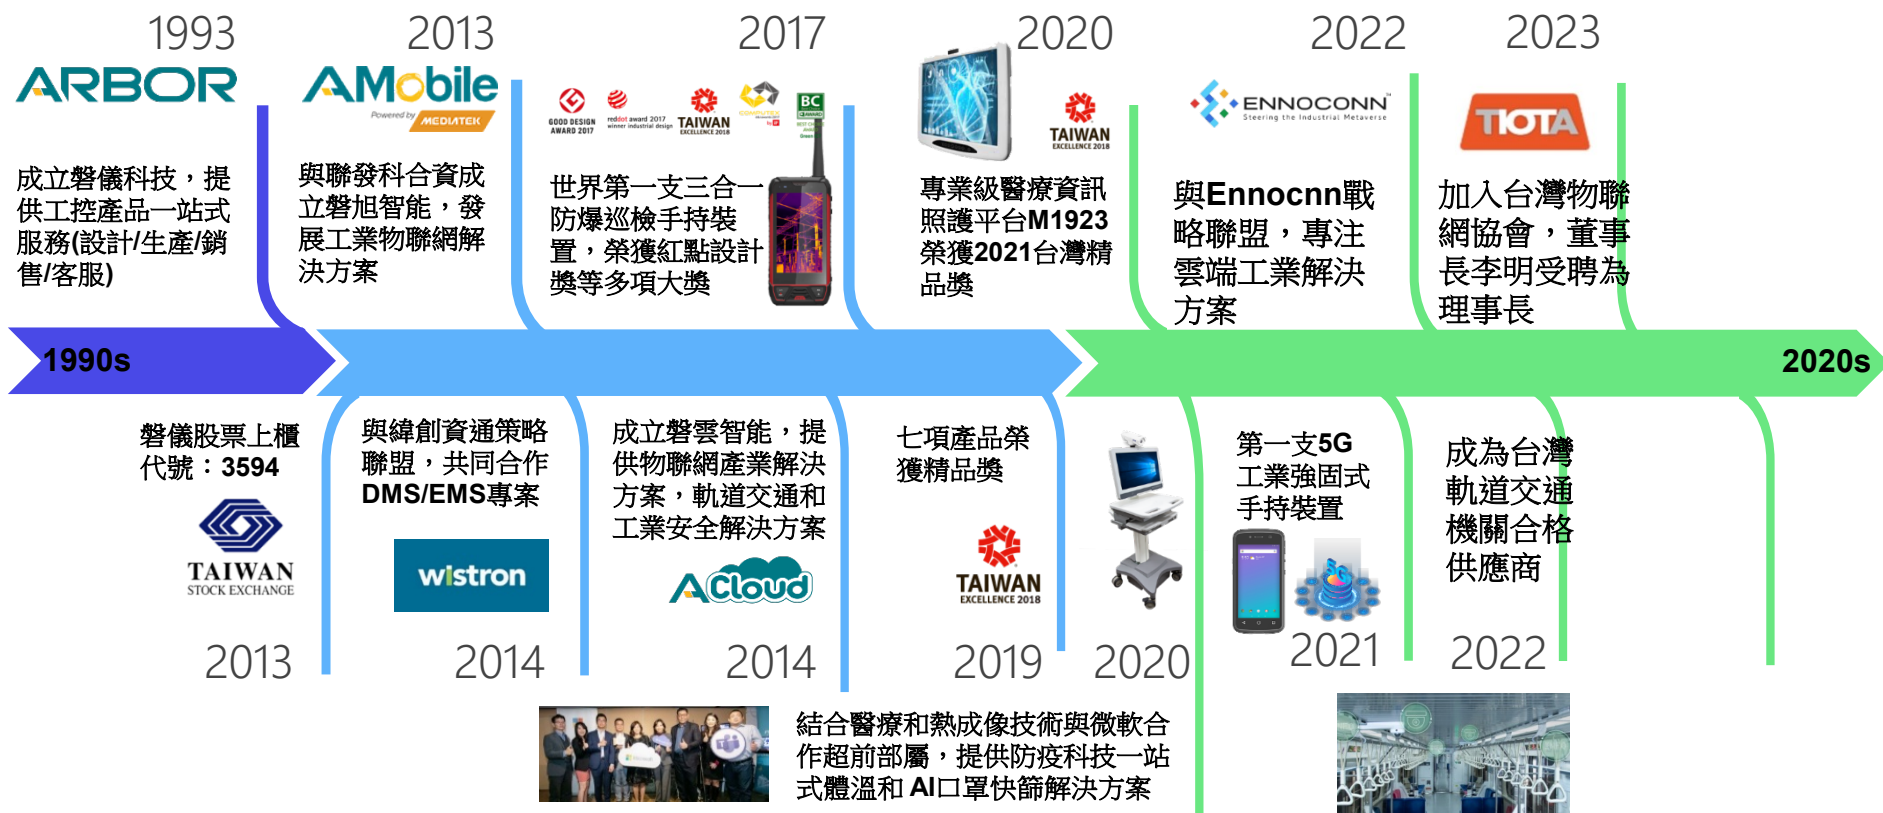 1993
ARBOR
成立磐儀科技，提
供工控產品一站式
服務(設計/生產/銷
售/客服)
2013
AMobile
Powered by MEDIATEK
與聯發科合資成
立磐旭智能，發
展工業物聯網解
決方案
2017
GOOD DESIGN
AWARD 2017
reddot award 2017
winner industrial design
TAIWAN
EXCELLENCE 2018
COMPUTEX
BC
AWARD
世界第一支三合一
防爆巡檢手持裝
置，榮獲紅點設計
獎等多項大獎
2020
TAIWAN
EXCELLENCE 2018
專業級醫療資訊
照護平台M1923
榮獲2021台灣精
品獎
2022
ENNOCONN
Steering the Industrial Metaverse
與Ennocnn戰
略聯盟，專注
雲端工業解決
方案
2023
TIOTA
加入台灣物聯
網協會，董事
長李明受聘為
理事長
1990s
2020s
磐儀股票上櫃
代號：3594
TAIWAN
STOCK EXCHANGE
2013
與緯創資通策略
聯盟，共同合作
DMS/EMS專案
wistron
2014
成立磐雲智能，提
供物聯網產業解決
方案，軌道交通和
工業安全解決方案
ACloud
2014
七項產品榮
獲精品獎
TAIWAN
EXCELLENCE 2018
2019
2020
結合醫療和熱成像技術與微軟合
作超前部屬，提供防疫科技一站
式體溫和 AI口罩快篩解決方案
第一支5G
工業強固式
手持裝置
5G
2021
成為台灣
軌道交通
機關合格
供應商
2022